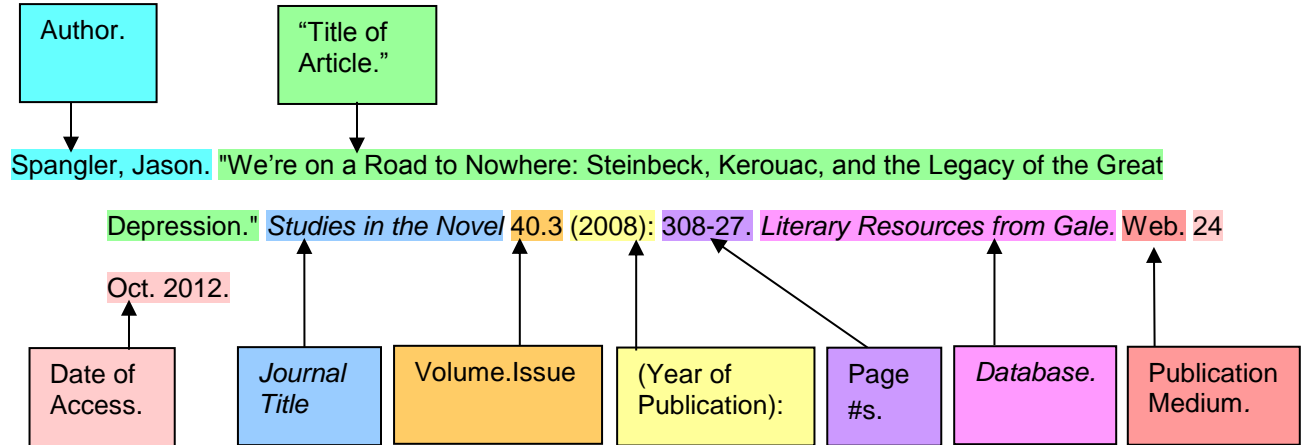 Author.
“Title of
Article.”
Spangler, Jason. "We’re on a Road to Nowhere: Steinbeck, Kerouac, and the Legacy of the Great
Depression." Studies in the Novel 40.3 (2008): 308-27. Literary Resources from Gale. Web. 24
Oct. 2012.
Date of
Access.
Journal
Title
Volume.Issue
(Year of
Publication):
Page
#s.
Database.
Publication
Medium.